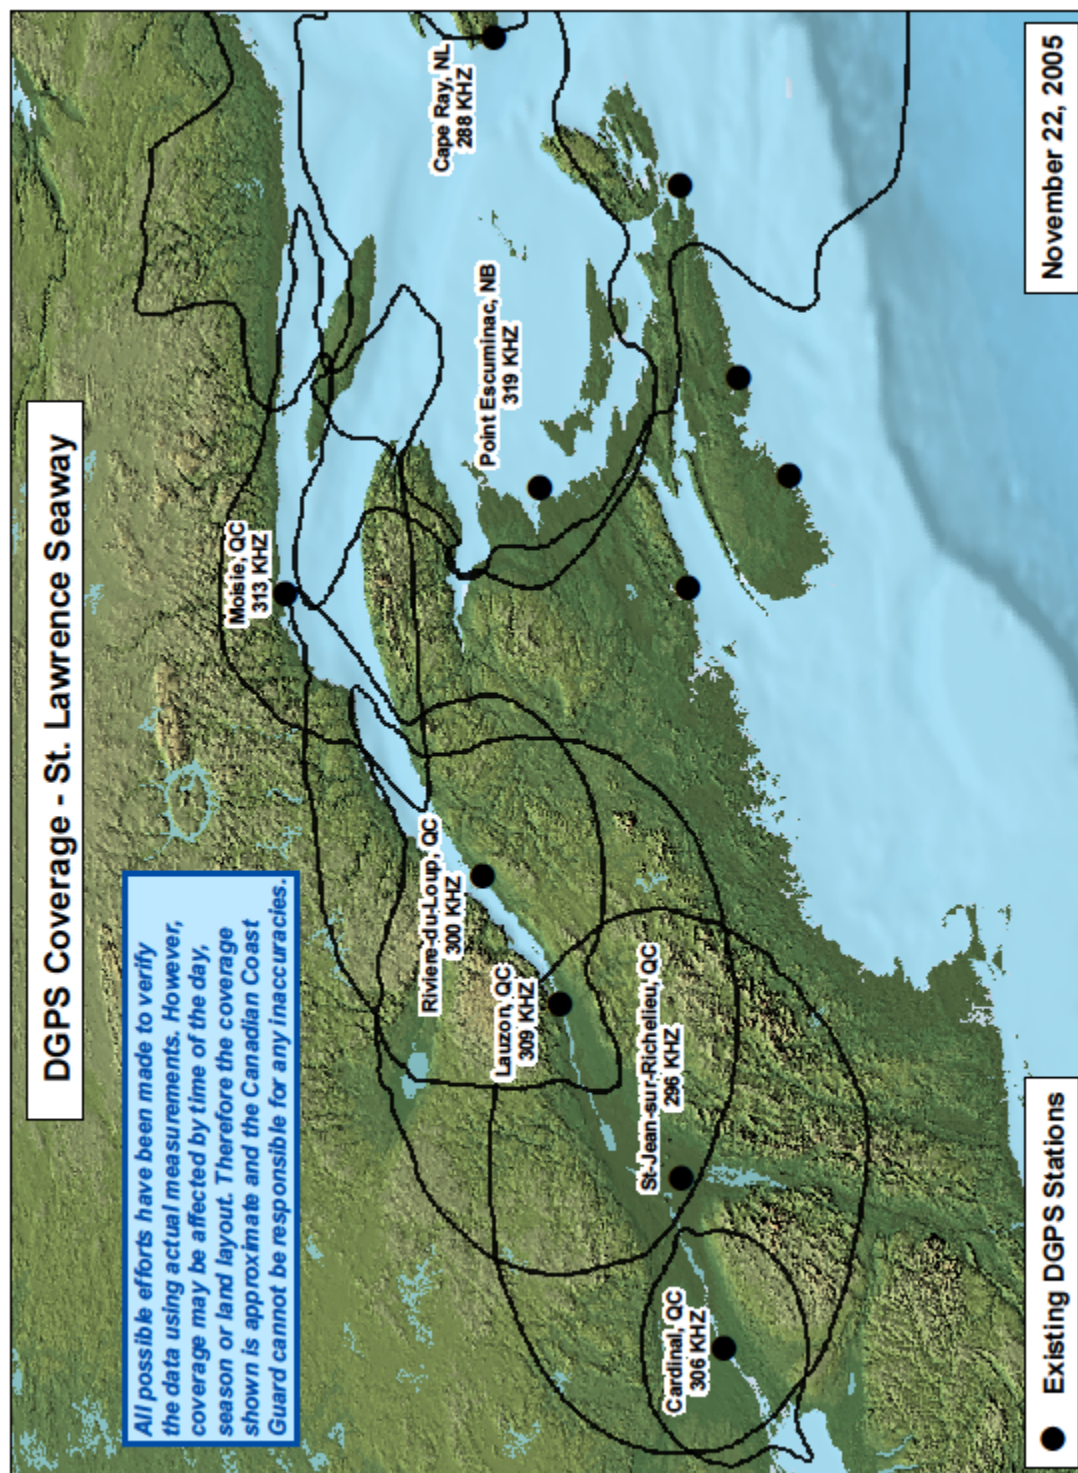 DGPS Coverage - St. Lawrence Seaway
All possible efforts have been made to verify
the data using actual measurements. However,
coverage may be affected by time of the day,
season or land layout. Therefore the coverage
shown is approximate and the Canadian Coast
Guard cannot be responsible for any inaccuracies.
Moisie, QC
313 KHZ
Cape Ray, NL
288 KHZ
Riviere-du-Loup, QC
300 KHZ
Point Escuminac, NB
319 KHZ
Lauzon, QC
309 KHZ
St-Jean-sur-Richelieu, QC
296 KHZ
Cardinal, QC
306 KHZ
Existing DGPS Stations
November 22, 2005